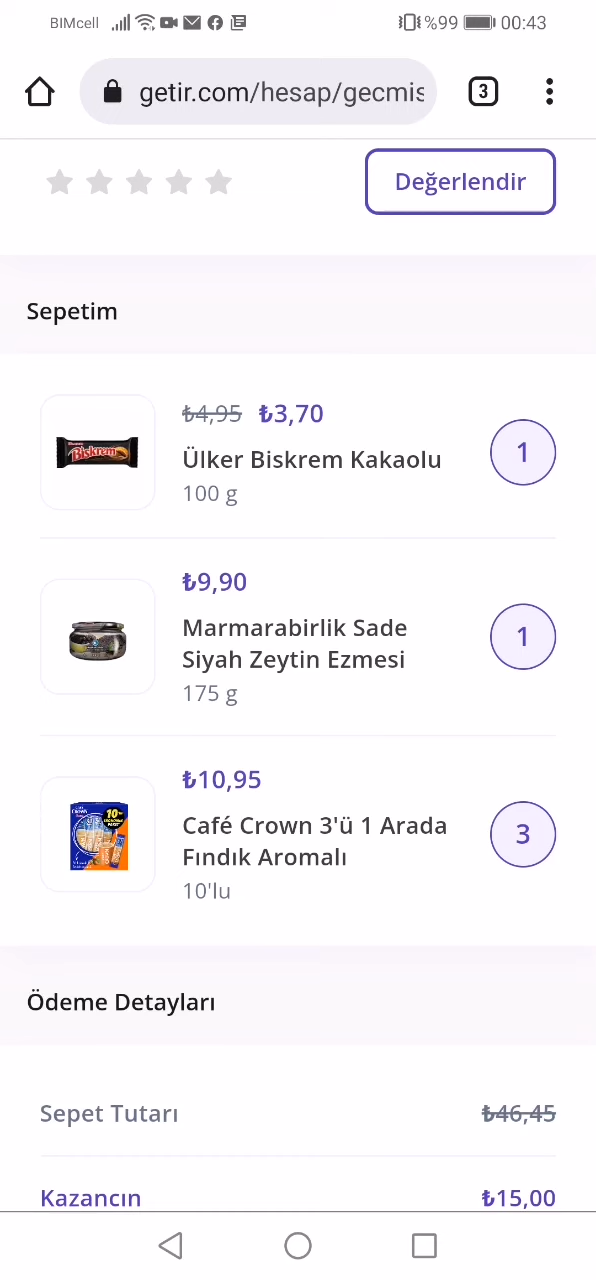 BIMcell %99 00:43
getir.com/hesap/gecmis
3
Değerlendir
Sepetim
₺4,95 ₺3,70
Ülker Biskrem Kakaolu
100 g
1
Biskrem
₺9,90
Marmarabirlik Sade
Siyah Zeytin Ezmesi
175 g
1
₺10,95
Café Crown 3'ü 1 Arada
Fındık Aromalı
10'lu
3
Ödeme Detayları
Sepet Tutarı ₺46,45
Kazancın ₺15,00